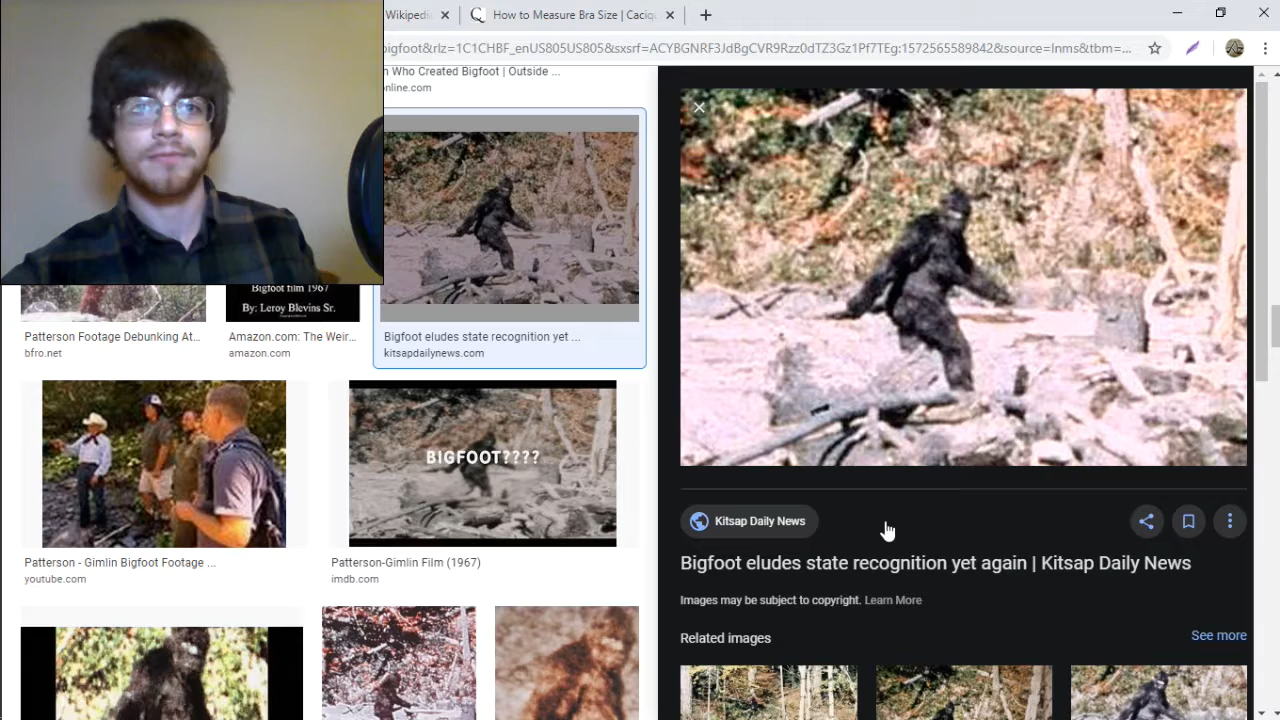 Wikipedi
How to Measure Bra Size | Caciqu
bigfoot&rlz=1C1CHBF_enUS805US805&sxsrf=ACYBGNRF3JdBgCVR9Rzz0dTZ3Gz1Pf7TEg:1572565589842&source=lnms&tbm=...
n Who Created Bigfoot | Outside ...
online.com
Bigfoot film 1967
By: Leroy Blevins Sr.
Patterson Footage Debunking At...
bfro.net
Amazon.com: The Weir...
amazon.com
Bigfoot eludes state recognition yet ...
kitsapdailynews.com
BIGFOOT????
Patterson - Gimlin Bigfoot Footage ...
youtube.com
Patterson-Gimlin Film (1967)
imdb.com
Kitsap Daily News
Bigfoot eludes state recognition yet again | Kitsap Daily News
Images may be subject to copyright. Learn More
Related images
See more